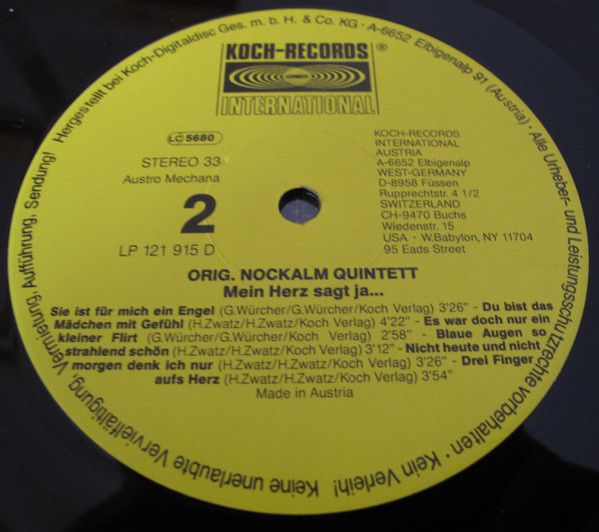 Hergestellt bei Koch-Digitaldisc Ges. m. b. H. & Co. KG · A-6652 Elbigenalp 91 (Austria) · Alle Urheber- und Leistungsschutzrechte vorbehalten · Kein Verleih! · Keine unerlaubte Vervielfältigung, Vermietung, Aufführung, Sendung!
KOCH-RECORDS
®
INTERNATIONAL
LC 5680
STEREO 33
Austro Mechana
2
LP 121 915 D
KOCH-RECORDS
INTERNATIONAL
AUSTRIA
A-6652 Elbigenalp
WEST-GERMANY
D-8958 Füssen
Rupprechtstr. 4 1/2
SWITZERLAND
CH-9470 Buchs
Wiedenstr. 15
USA · W.Babylon, NY 11704
95 Eads Street
ORIG. NOCKALM QUINTETT
Mein Herz sagt ja...
Sie ist für mich ein Engel (G.Würcher/G.Würcher/Koch Verlag) 3'26" - Du bist das
Mädchen mit Gefühl (H.Zwatz/H.Zwatz/Koch Verlag) 4'22" - Es war doch nur ein
kleiner Flirt (G.Würcher/G.Würcher/Koch Verlag) 2'58" - Blaue Augen so
strahlend schön (H.Zwatz/H.Zwatz/Koch Verlag) 3'12" - Nicht heute und nicht
morgen denk ich nur (H.Zwatz/H.Zwatz/Koch Verlag) 3'26" - Drei Finger
aufs Herz (H.Zwatz/H.Zwatz/Koch Verlag) 3'54"
Made in Austria